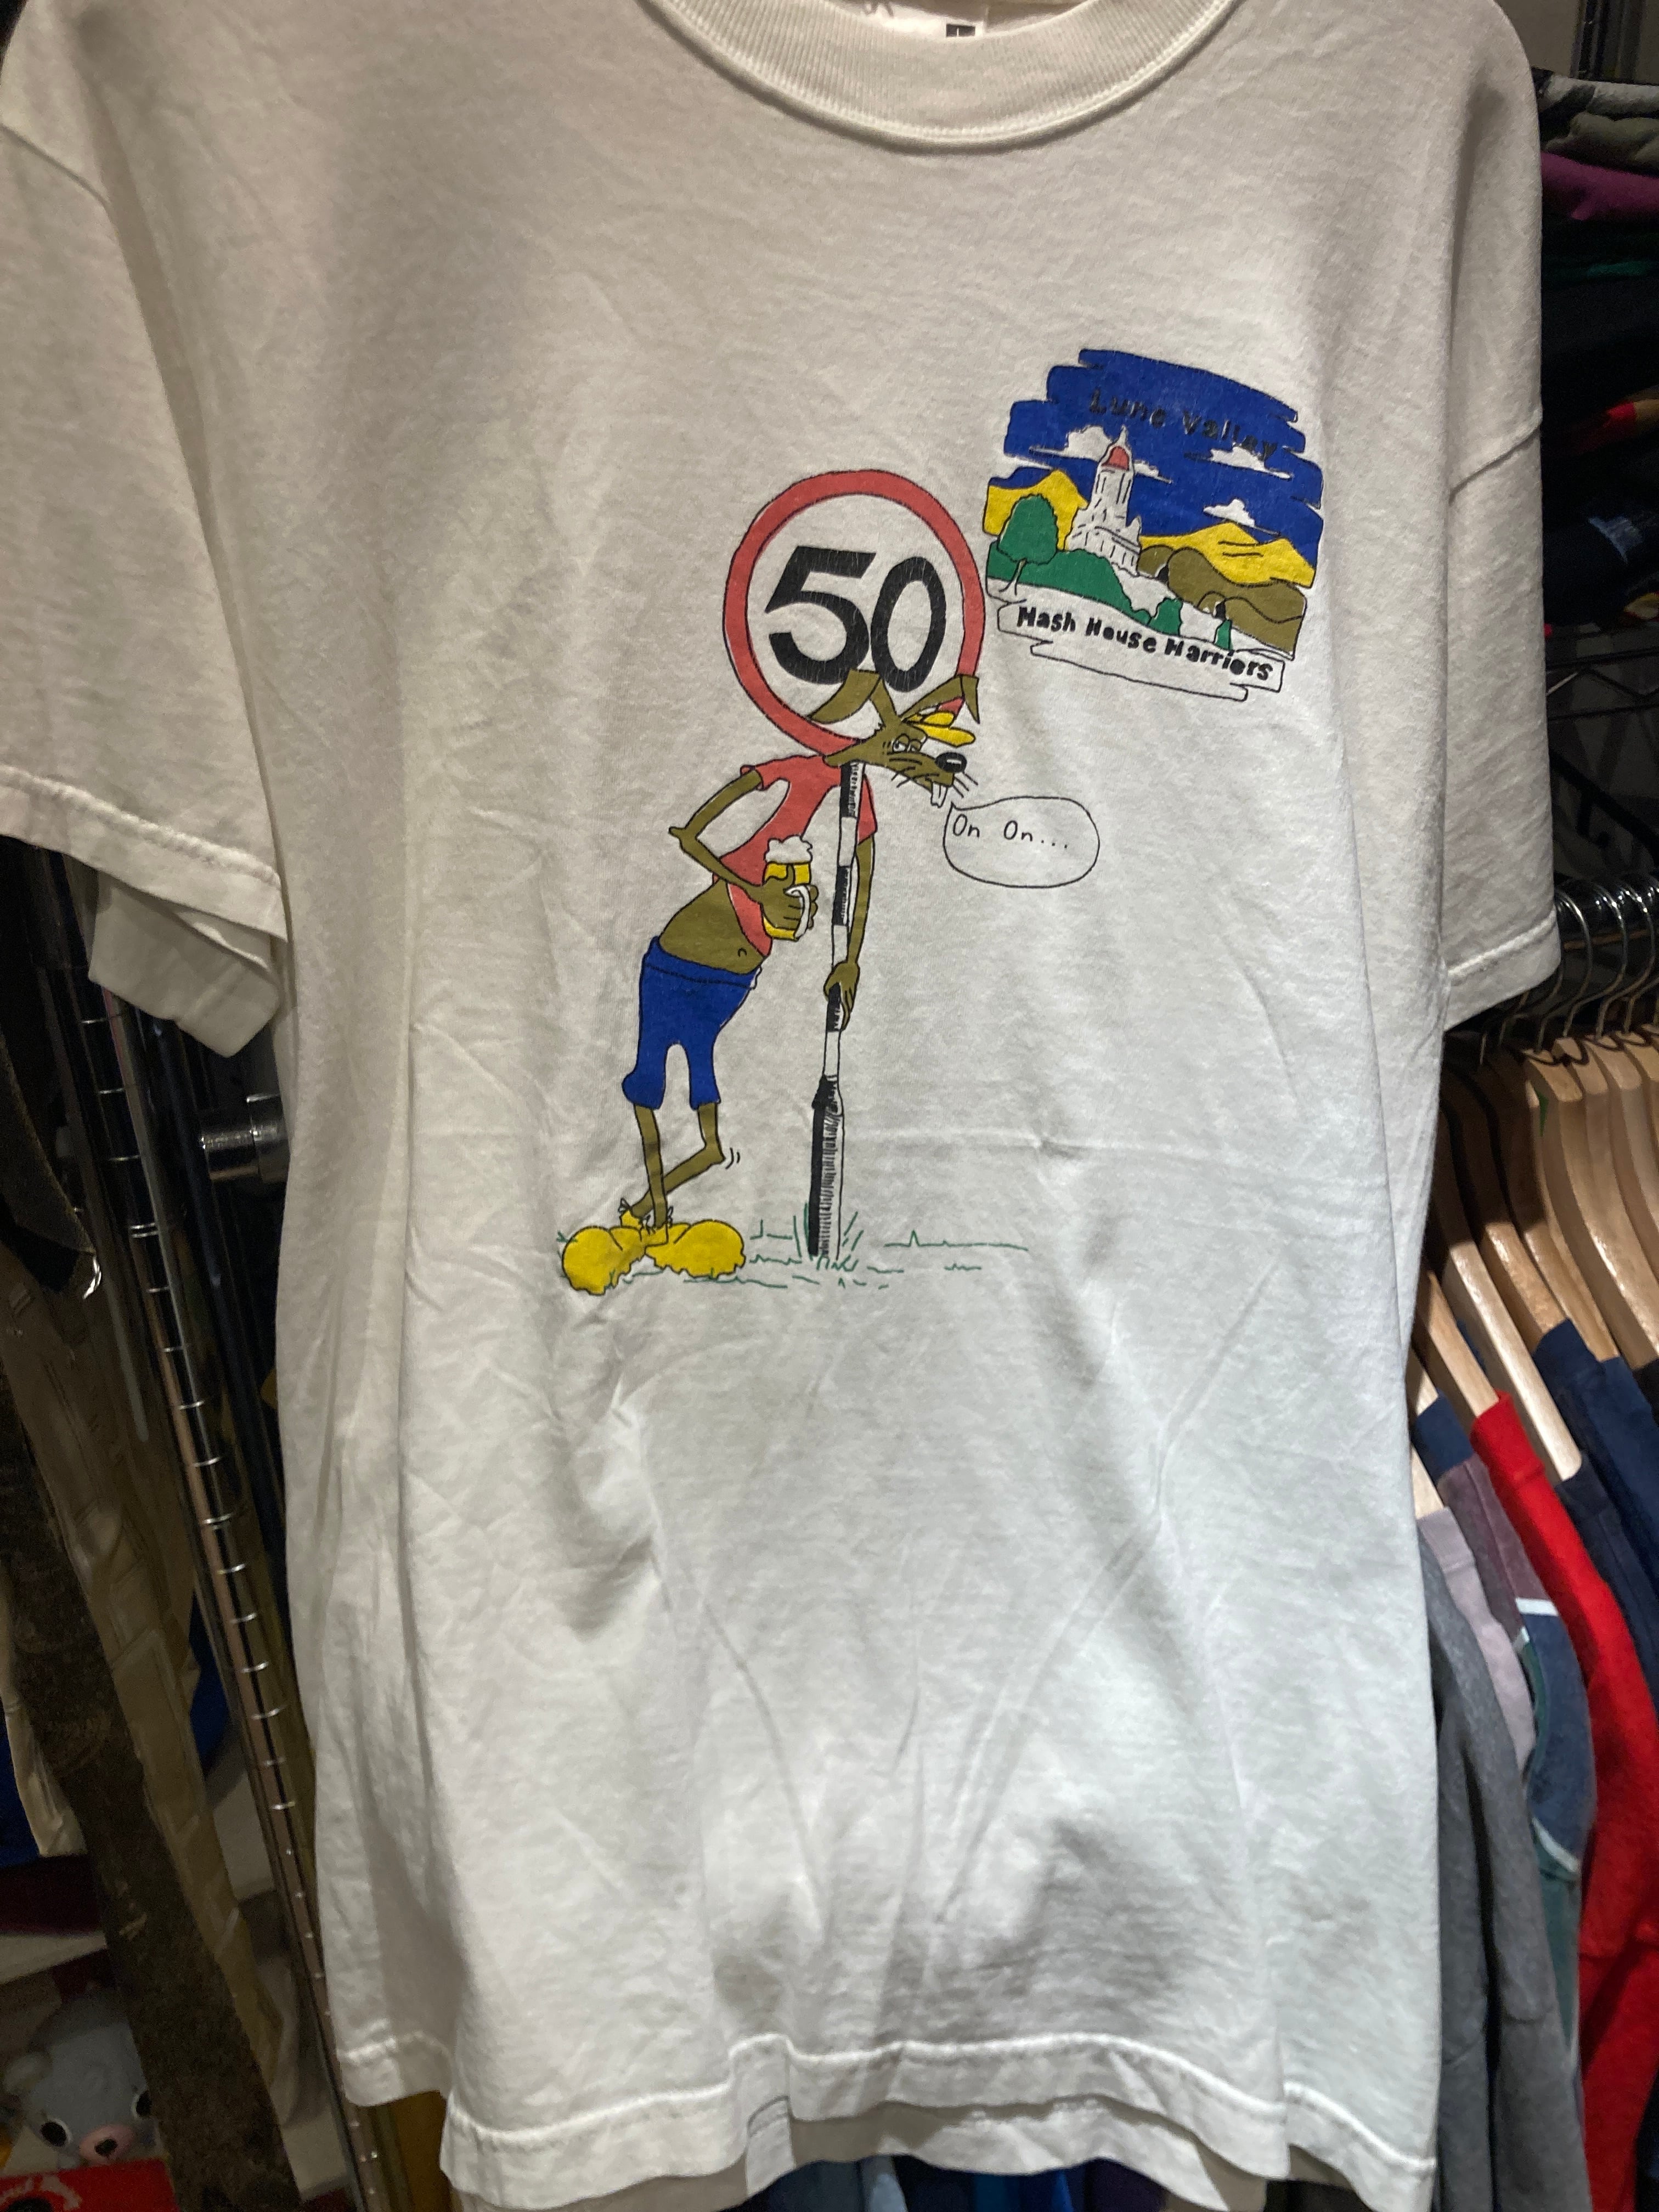 Lune Valley
50
Hash House Harriers
On On...